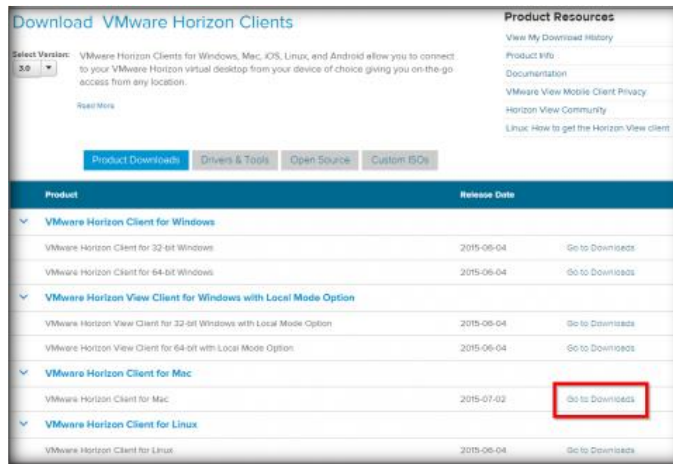 Download VMware Horizon Clients
Select Version:
3.0
VMware Horizon Clients for Windows, Mac, iOS, Linux, and Android allow you to connect
to your VMware Horizon virtual desktop from your device of choice giving you on-the-go
access from any location.
Read More
Product Resources
View My Download History
Product Info
Documentation
VMware View Mobile Client Privacy
Horizon View Community
Linux: How to get the Horizon View client
Product Downloads Drivers & Tools Open Source Custom ISOs
Product Release Date
VMware Horizon Client for Windows
VMware Horizon Client for 32-bit Windows 2015-06-04 Go to Downloads
VMware Horizon Client for 64-bit Windows 2015-06-04 Go to Downloads
VMware Horizon View Client for Windows with Local Mode Option
VMware Horizon View Client for 32-bit Windows with Local Mode Option 2015-06-04 Go to Downloads
VMware Horizon View Client for 64-bit with Local Mode Option 2015-06-04 Go to Downloads
VMware Horizon Client for Mac
VMware Horizon Client for Mac 2015-07-02 Go to Downloads
VMware Horizon Client for Linux
VMware Horizon Client for Linux 2015-06-04 Go to Downloads